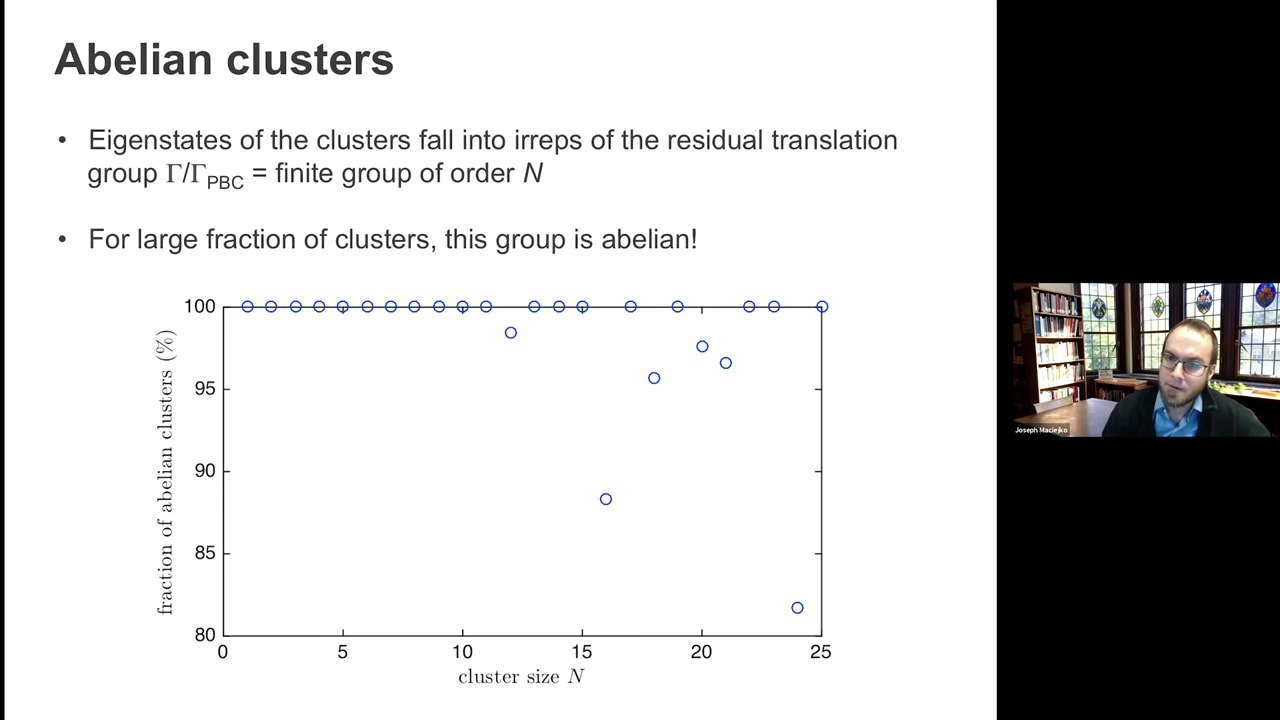 Abelian clusters
• Eigenstates of the clusters fall into irreps of the residual translation
group Γ/Γ_PBC = finite group of order N
• For large fraction of clusters, this group is abelian!
fraction of abelian clusters (%)
100
95
90
85
80
0 5 10 15 20 25
cluster size N
Joseph Maciejko